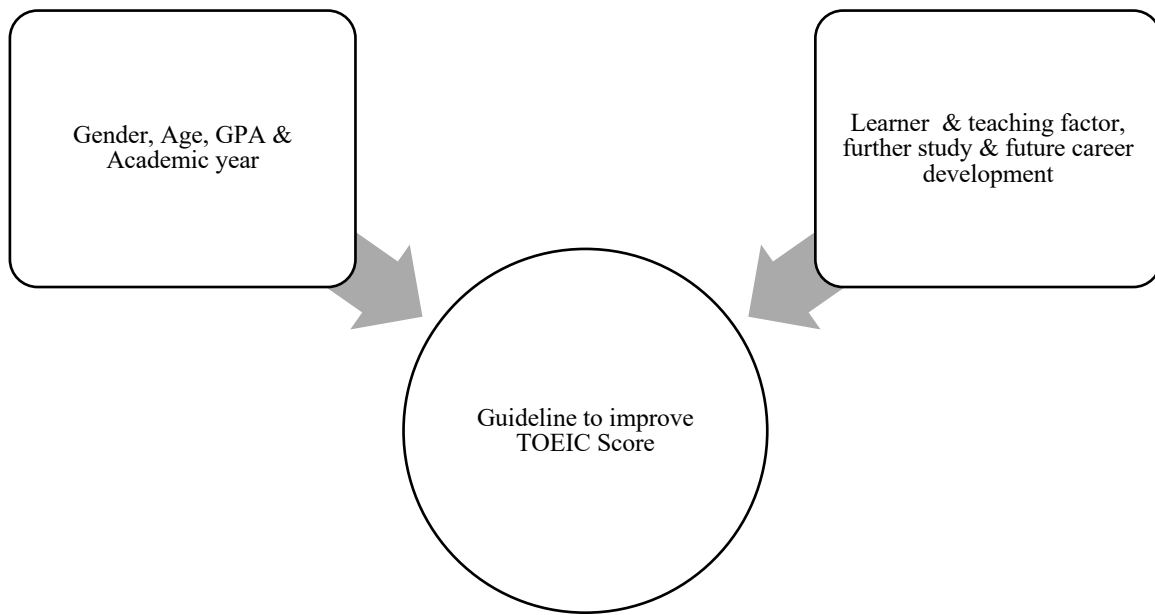 Gender, Age, GPA &
Academic year
Learner & teaching factor,
further study & future career
development
Guideline to improve
TOEIC Score